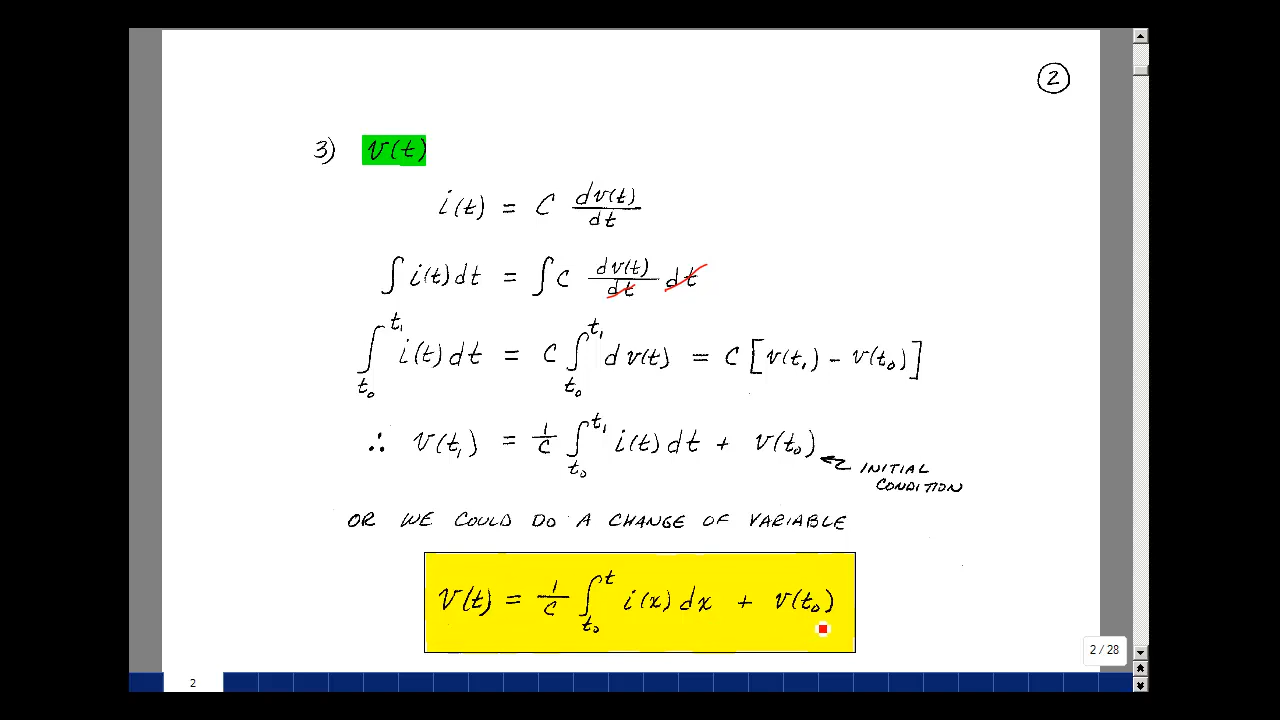 ②
3) v(t)
i(t) = C dv(t)/dt
∫ i(t) dt = ∫ C dv(t)/dt dt
∫_{t₀}^{t₁} i(t) dt = C ∫_{t₀}^{t₁} dv(t) = C [v(t₁) - v(t₀)]
∴ v(t₁) = 1/C ∫_{t₀}^{t₁} i(t) dt + v(t₀)
INITIAL
CONDITION
OR WE COULD DO A CHANGE OF VARIABLE
v(t) = 1/C ∫_{t₀}^{t} i(x) dx + v(t₀)
2 / 28
2